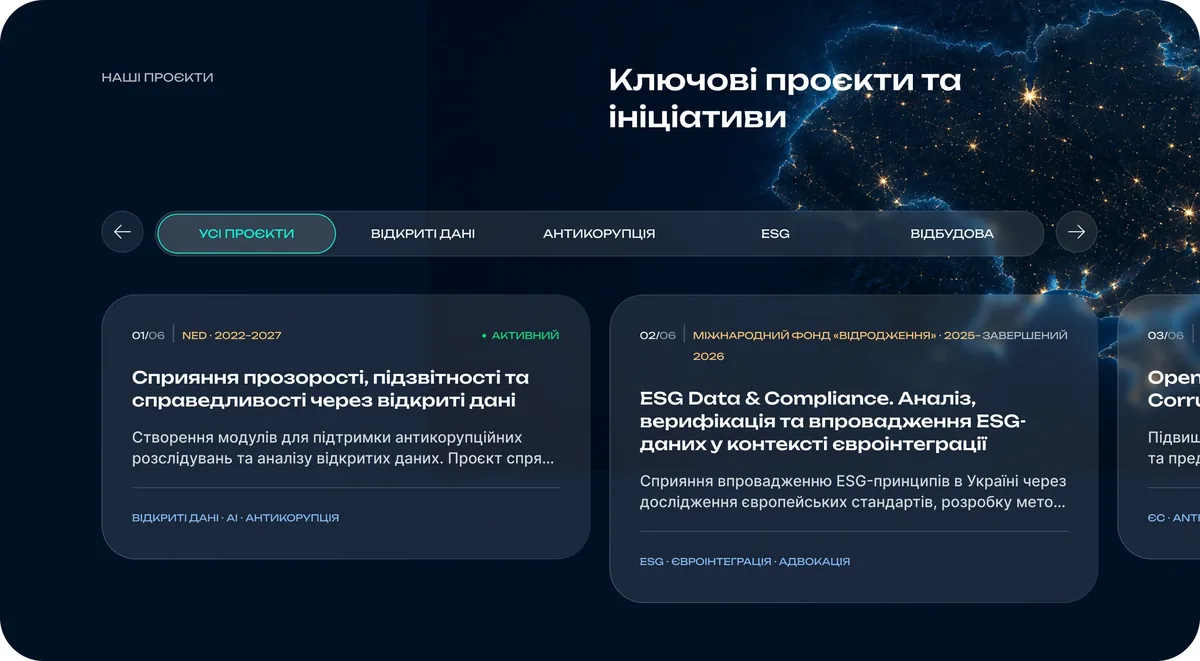 НАШІ ПРОЄКТИ
Ключові проєкти та
ініціативи
УСІ ПРОЄКТИ
ВІДКРИТІ ДАНІ
АНТИКОРУПЦІЯ
ESG
ВІДБУДОВА
01/06
NED · 2022–2027
• АКТИВНИЙ
Сприяння прозорості, підзвітності та
справедливості через відкриті дані
Створення модулів для підтримки антикорупційних
розслідувань та аналізу відкритих даних. Проєкт спря...
ВІДКРИТІ ДАНІ · AI · АНТИКОРУПЦІЯ
02/06
МІЖНАРОДНИЙ ФОНД «ВІДРОДЖЕННЯ» · 2025–
2026
ЗАВЕРШЕНИЙ
ESG Data & Compliance. Аналіз,
верифікація та впровадження ESG-
даних у контексті євроінтеграції
Сприяння впровадженню ESG-принципів в Україні через
дослідження європейських стандартів, розробку мето...
ESG · ЄВРОІНТЕГРАЦІЯ · АДВОКАЦІЯ
03/06
Open
та
ЄС ·